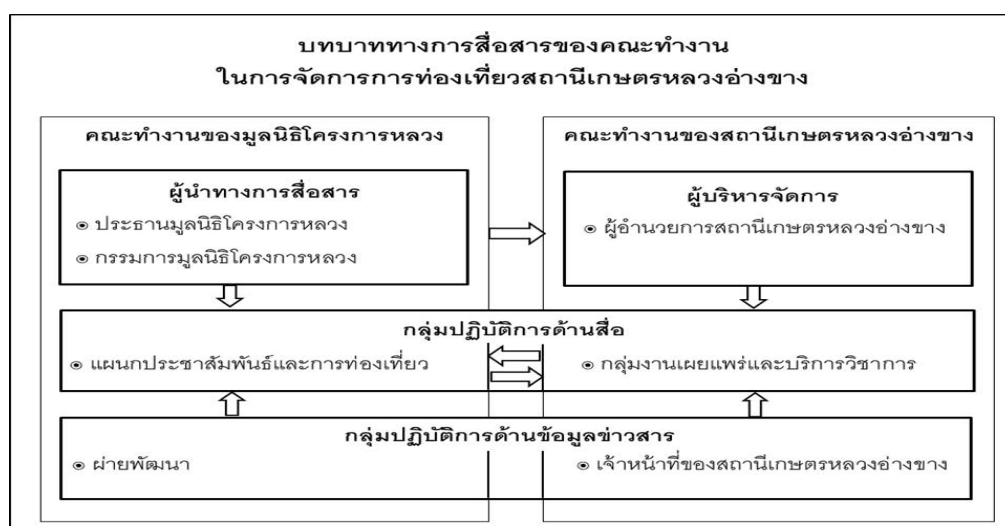 บทบาททางการสื่อสารของคณะทำงาน
ในการจัดการการท่องเที่ยวสถานีเกษตรหลวงอ่างขาง
คณะทำงานของมูลนิธิโครงการหลวง
คณะทำงานของสถานีเกษตรหลวงอ่างขาง
ผู้นำทางการสื่อสาร
◉ ประธานมูลนิธิโครงการหลวง
◉ กรรมการมูลนิธิโครงการหลวง
ผู้บริหารจัดการ
◉ ผู้อำนวยการสถานีเกษตรหลวงอ่างขาง
กลุ่มปฏิบัติการด้านสื่อ
◉ แผนกประชาสัมพันธ์และการท่องเที่ยว
◉ กลุ่มงานเผยแพร่และบริการวิชาการ
กลุ่มปฏิบัติการด้านข้อมูลข่าวสาร
◉ ฝ่ายพัฒนา
◉ เจ้าหน้าที่ของสถานีเกษตรหลวงอ่างขาง